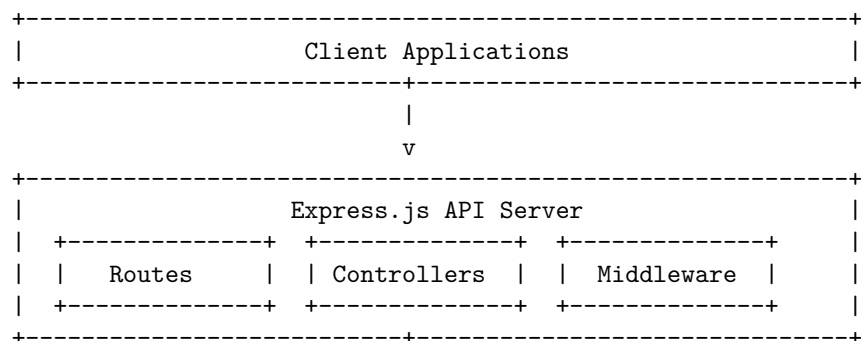 Client Applications
v
Express.js API Server
Routes Controllers Middleware